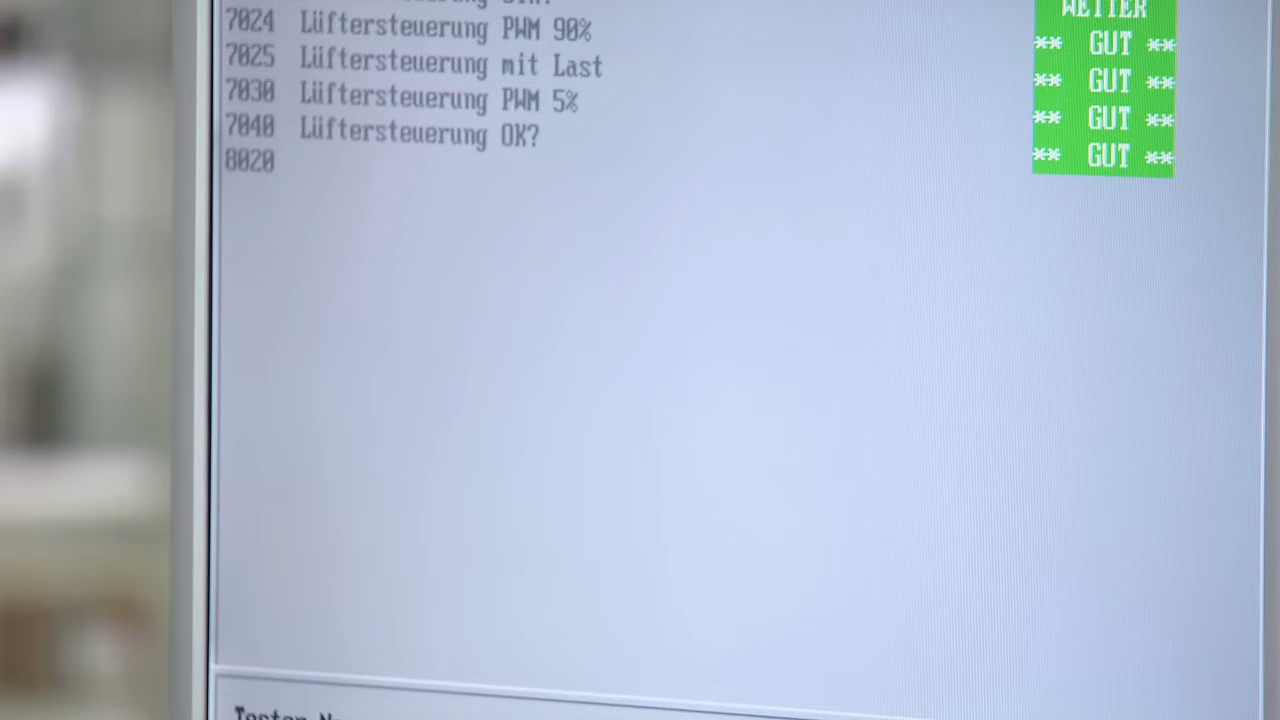 WEITER
7024 Lüftersteuerung PWM 90% ** GUT **
7025 Lüftersteuerung mit Last ** GUT **
7030 Lüftersteuerung PWM 5% ** GUT **
7040 Lüftersteuerung OK? ** GUT **
8020